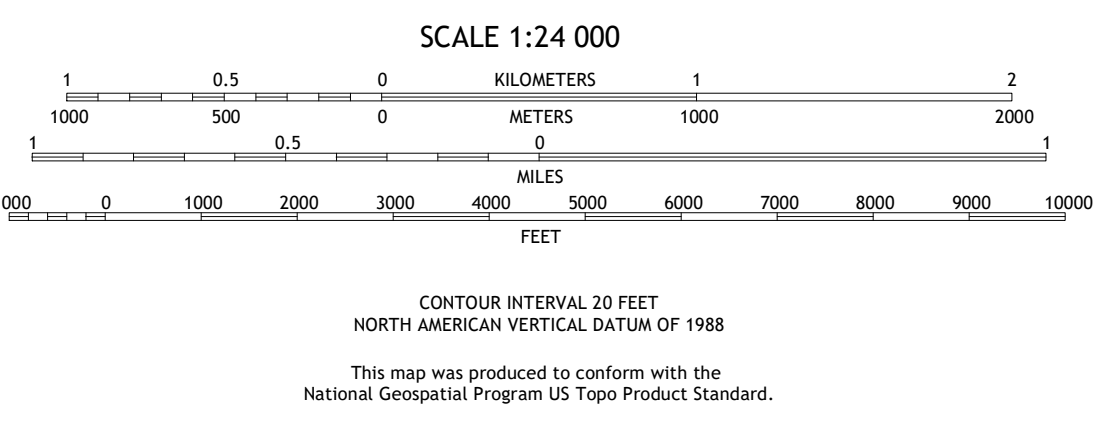 SCALE 1:24 000
1 0.5 0 KILOMETERS 1 2
1000 500 0 METERS 1000 2000
1 0.5 0 1
MILES
000 0 1000 2000 3000 4000 5000 6000 7000 8000 9000 10000
FEET
CONTOUR INTERVAL 20 FEET
NORTH AMERICAN VERTICAL DATUM OF 1988
This map was produced to conform with the
National Geospatial Program US Topo Product Standard.